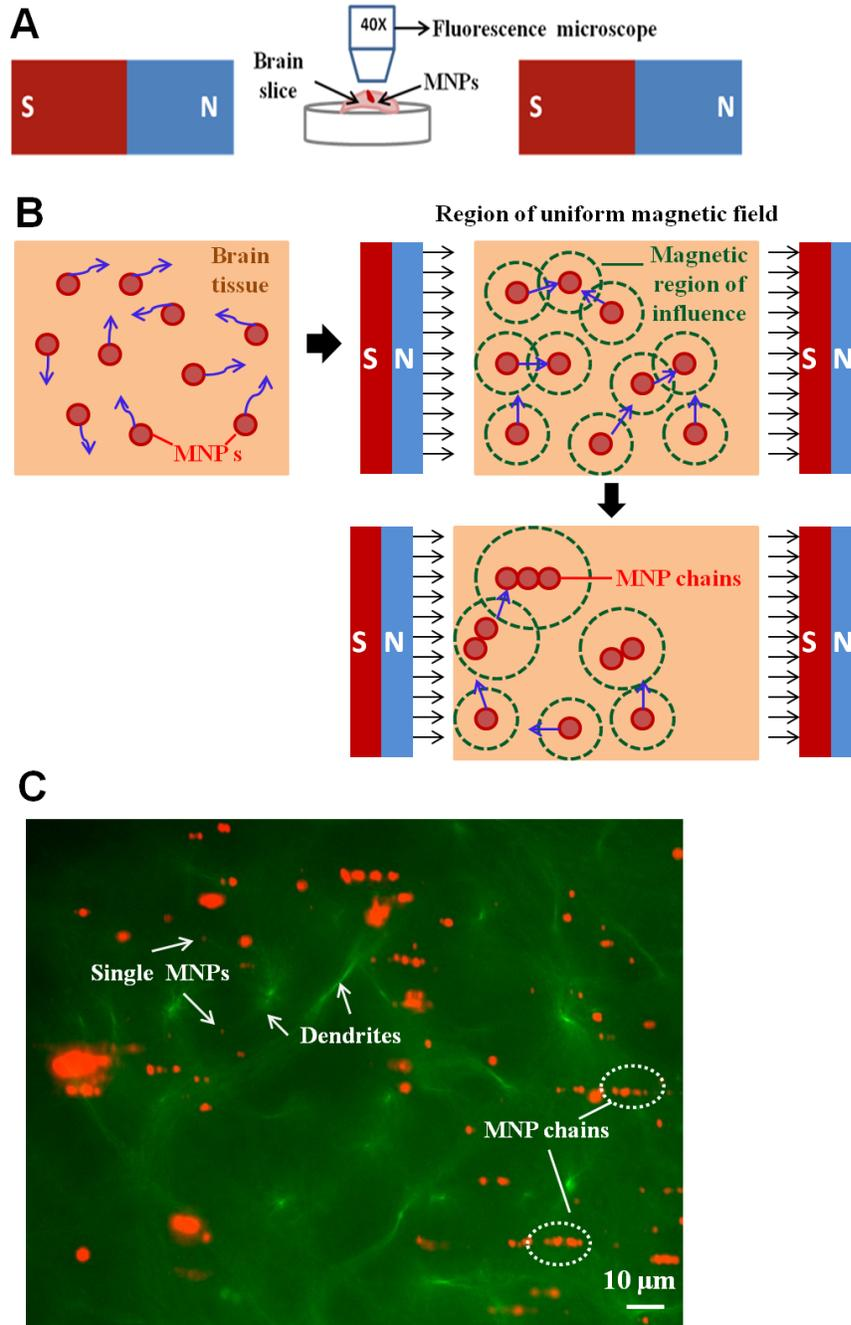 A
40X
Fluorescence microscope
Brain
slice
MNPs
S
N
S
N
B
Region of uniform magnetic field
Brain
tissue
MNP s
S
N
Magnetic
region of
influence
S
N
S
N
MNP chains
S
N
C
Single MNPs
Dendrites
MNP chains
10 µm